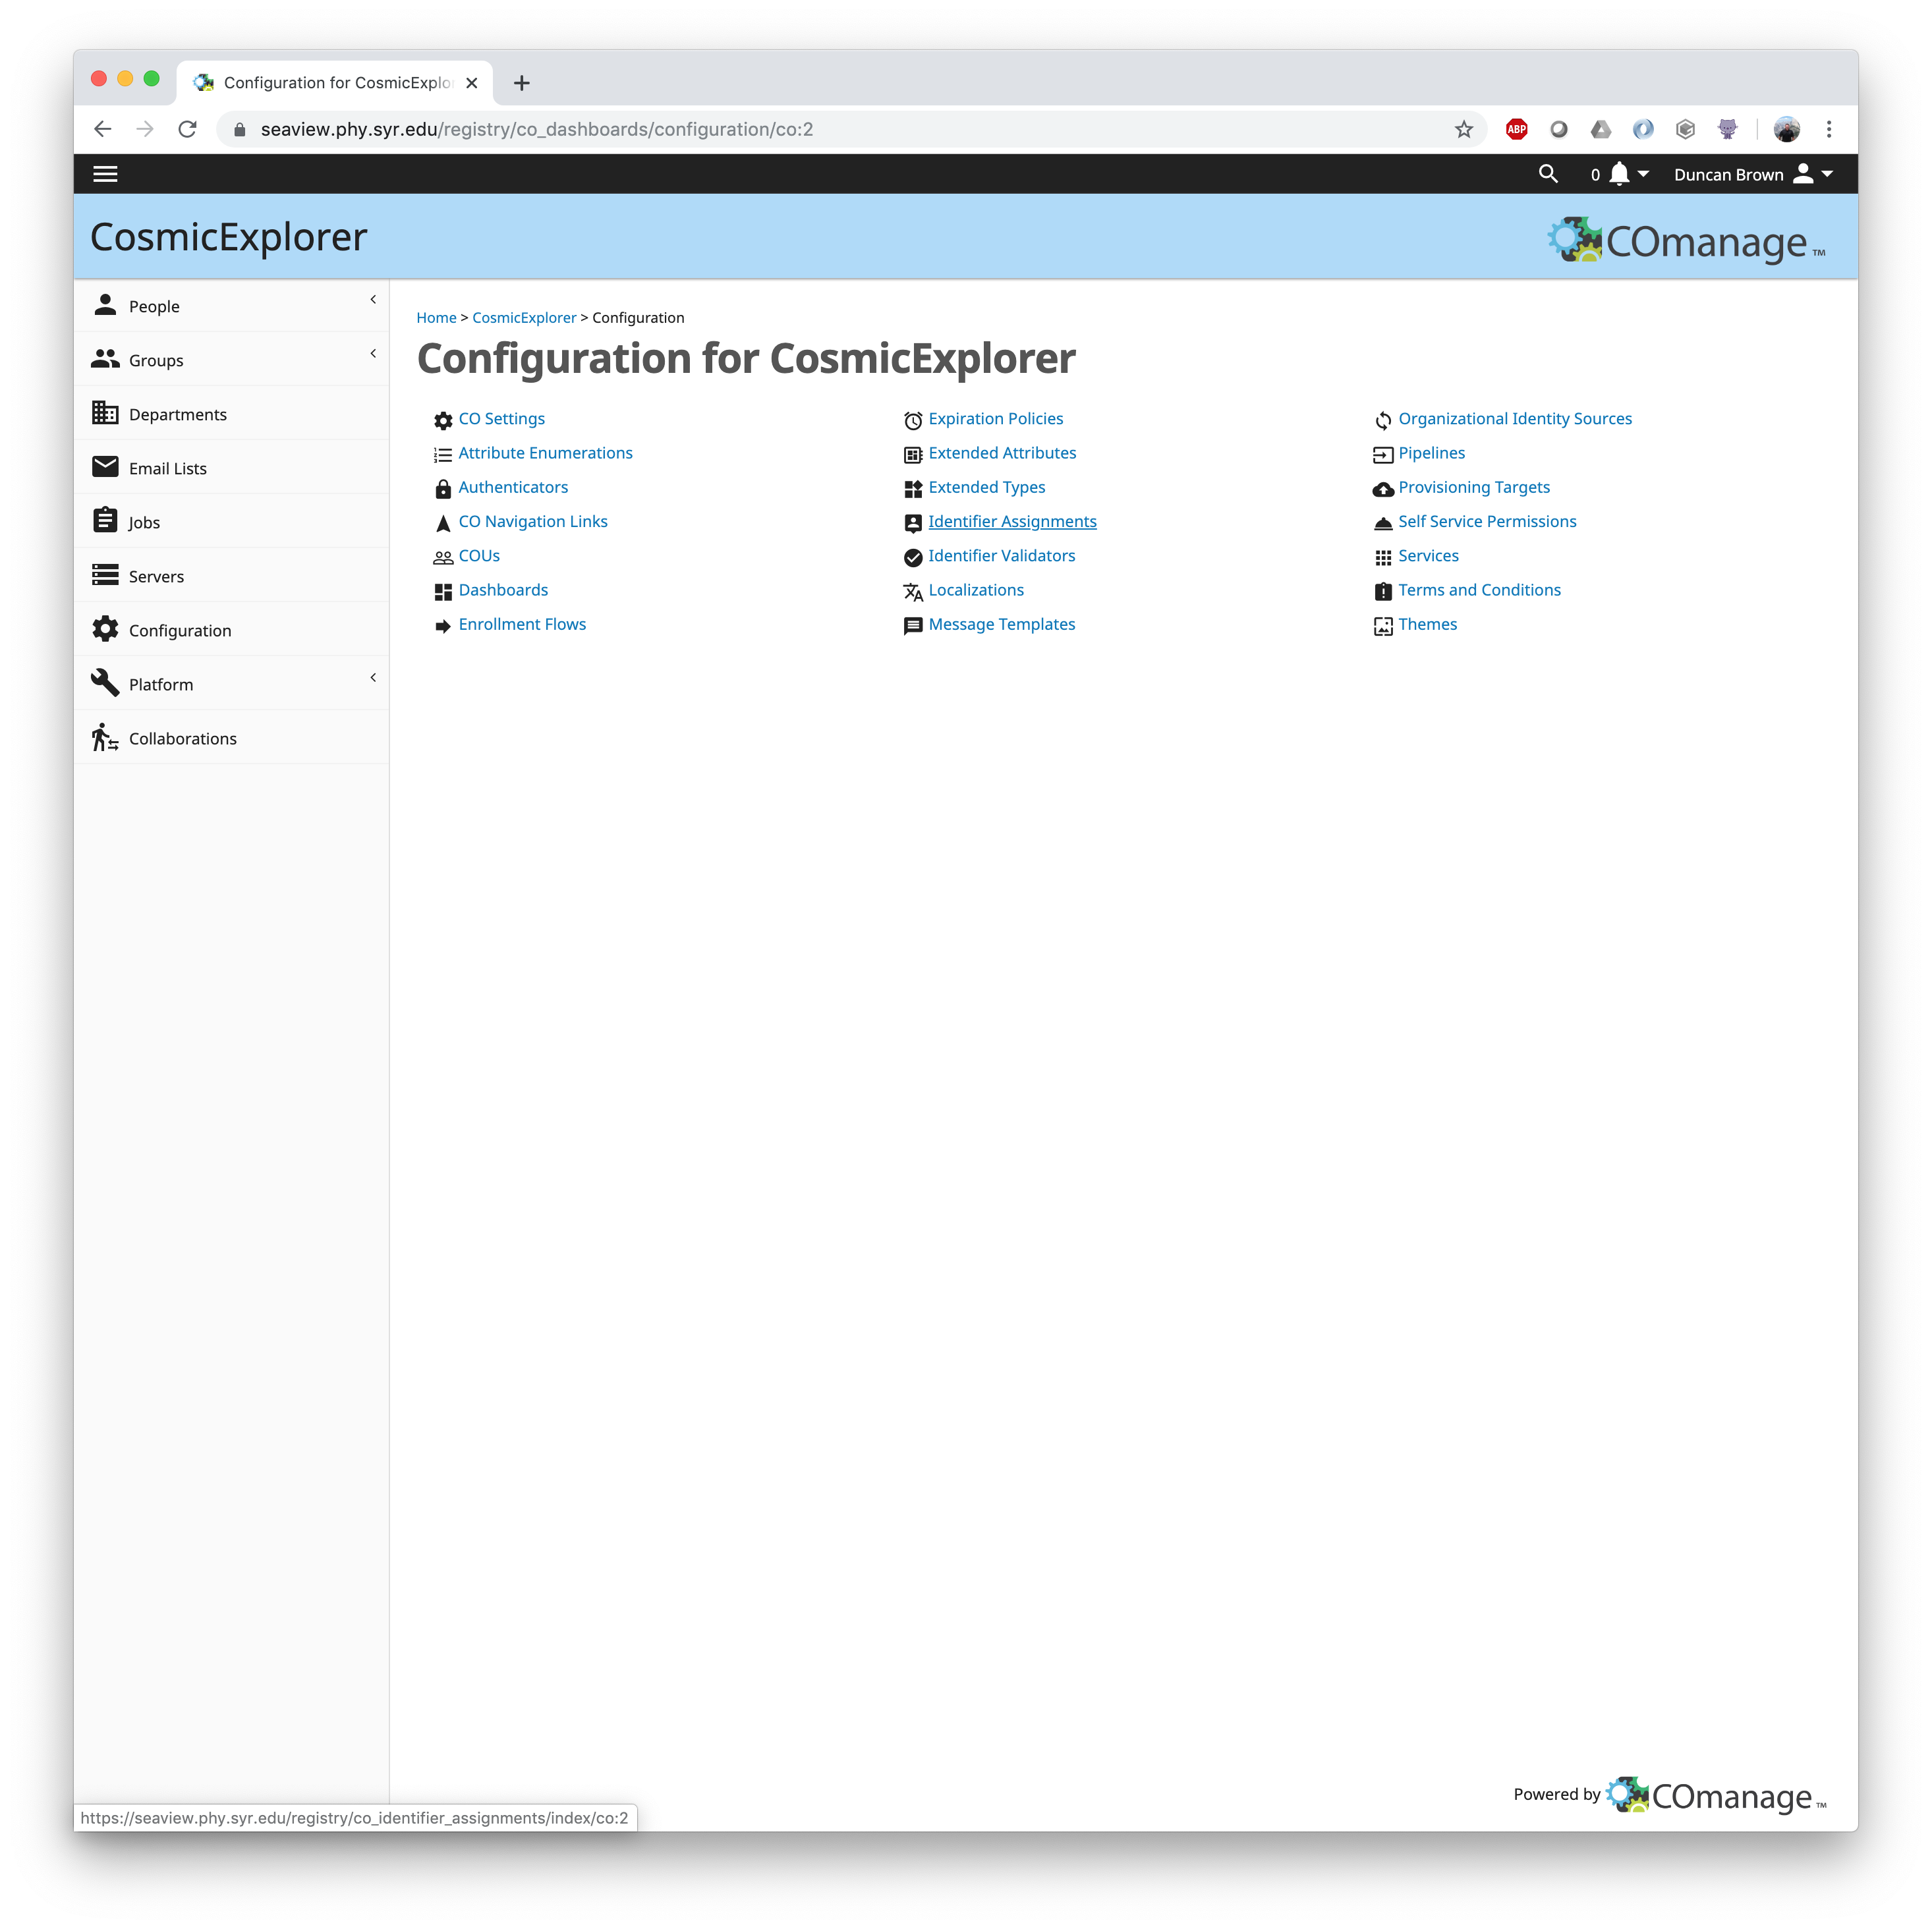 Configuration for CosmicExplo
seaview.phy.syr.edu/registry/co_dashboards/configuration/co:2
ABP
0
Duncan Brown
CosmicExplorer
COmanage TM
People
Groups
Departments
Email Lists
Jobs
Servers
Configuration
Platform
Collaborations
Home > CosmicExplorer > Configuration
Configuration for CosmicExplorer
CO Settings
Attribute Enumerations
Authenticators
CO Navigation Links
COUs
Dashboards
Enrollment Flows
Expiration Policies
Extended Attributes
Extended Types
Identifier Assignments
Identifier Validators
Localizations
Message Templates
Organizational Identity Sources
Pipelines
Provisioning Targets
Self Service Permissions
Services
Terms and Conditions
Themes
Powered by COmanage TM
https://seaview.phy.syr.edu/registry/co_identifier_assignments/index/co:2